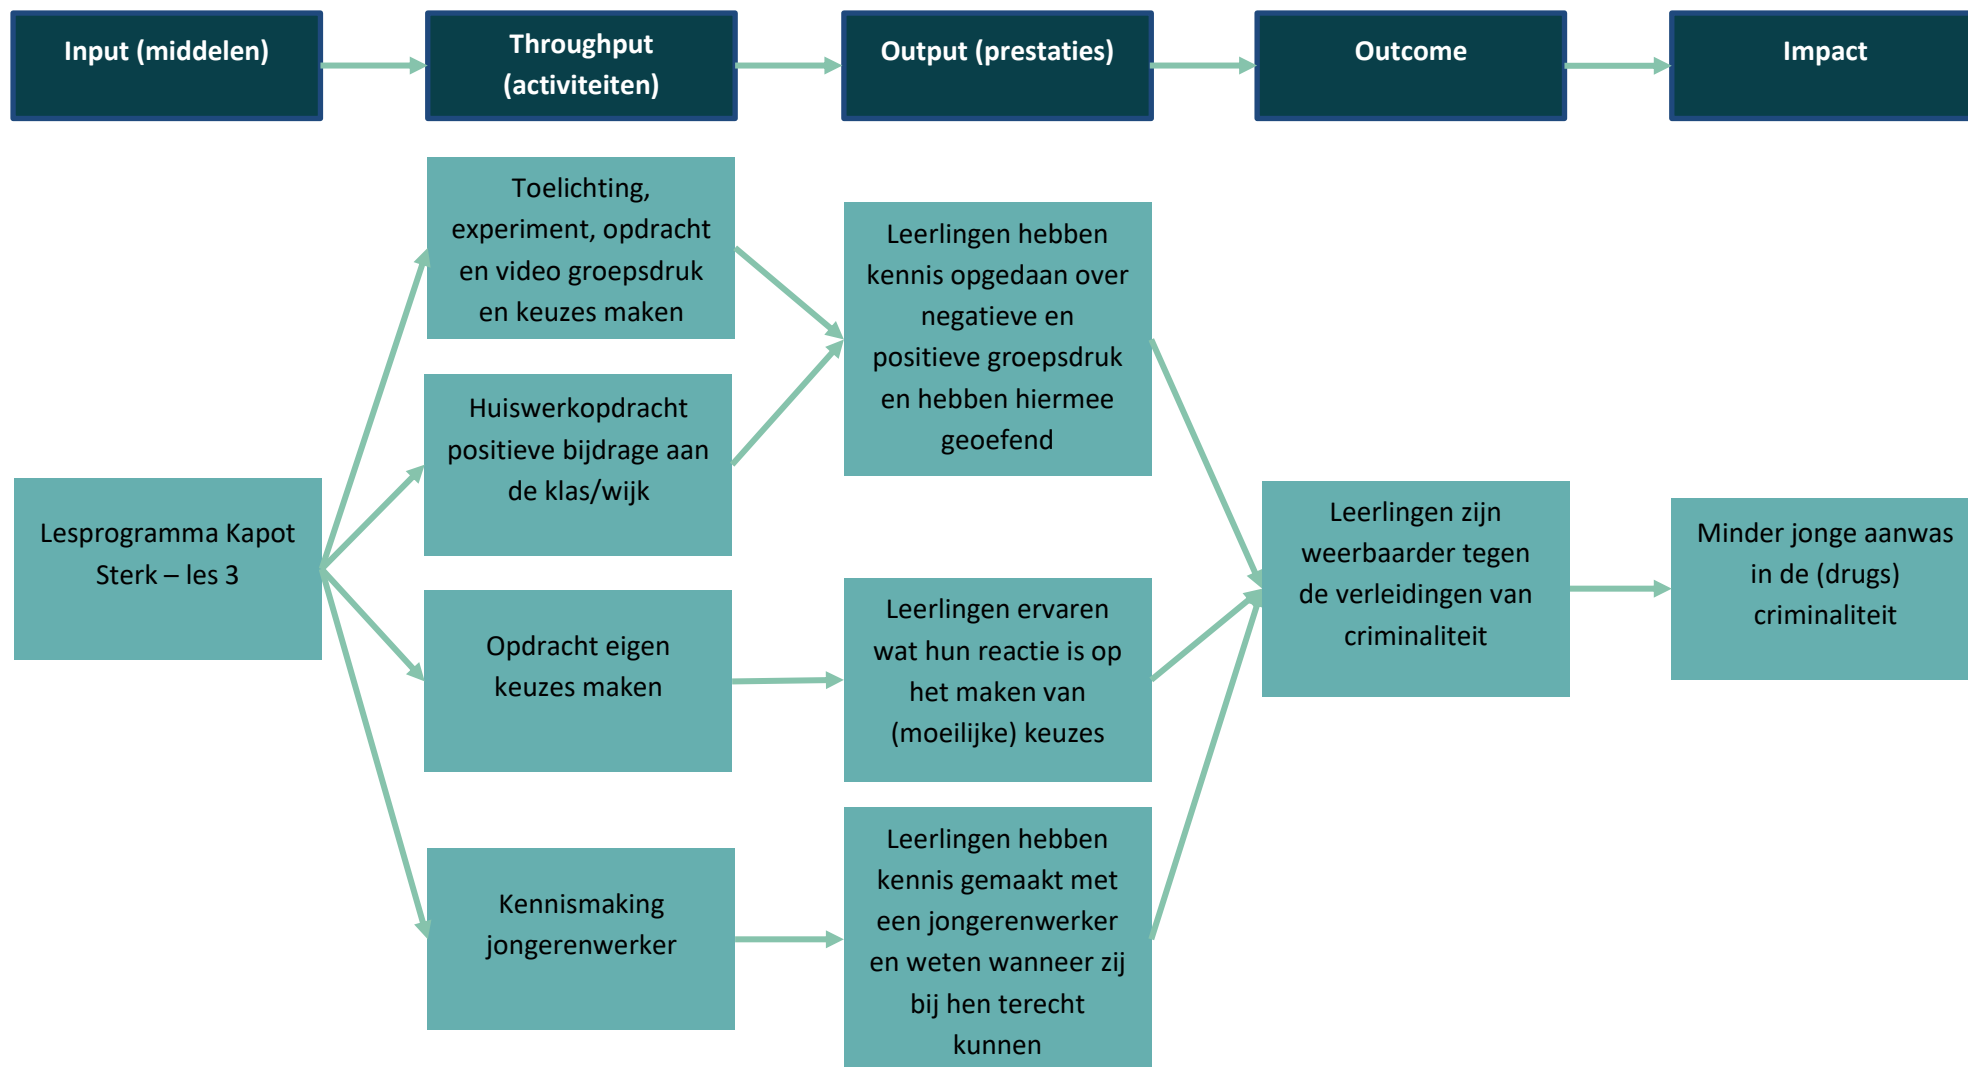 Input (middelen)
Throughput
(activiteiten)
Output (prestaties)
Outcome
Impact
Lesprogramma Kapot
Sterk – les 3
Toelichting,
experiment, opdracht
en video groepsdruk
en keuzes maken
Huiswerkopdracht
positieve bijdrage aan
de klas/wijk
Opdracht eigen
keuzes maken
Kennismaking
jongerenwerker
Leerlingen hebben
kennis opgedaan over
negatieve en
positieve groepsdruk
en hebben hiermee
geoefend
Leerlingen ervaren
wat hun reactie is op
het maken van
(moeilijke) keuzes
Leerlingen hebben
kennis gemaakt met
een jongerenwerker
en weten wanneer zij
bij hen terecht
kunnen
Leerlingen zijn
weerbaarder tegen
de verleidingen van
criminaliteit
Minder jonge aanwas
in de (drugs)
criminaliteit